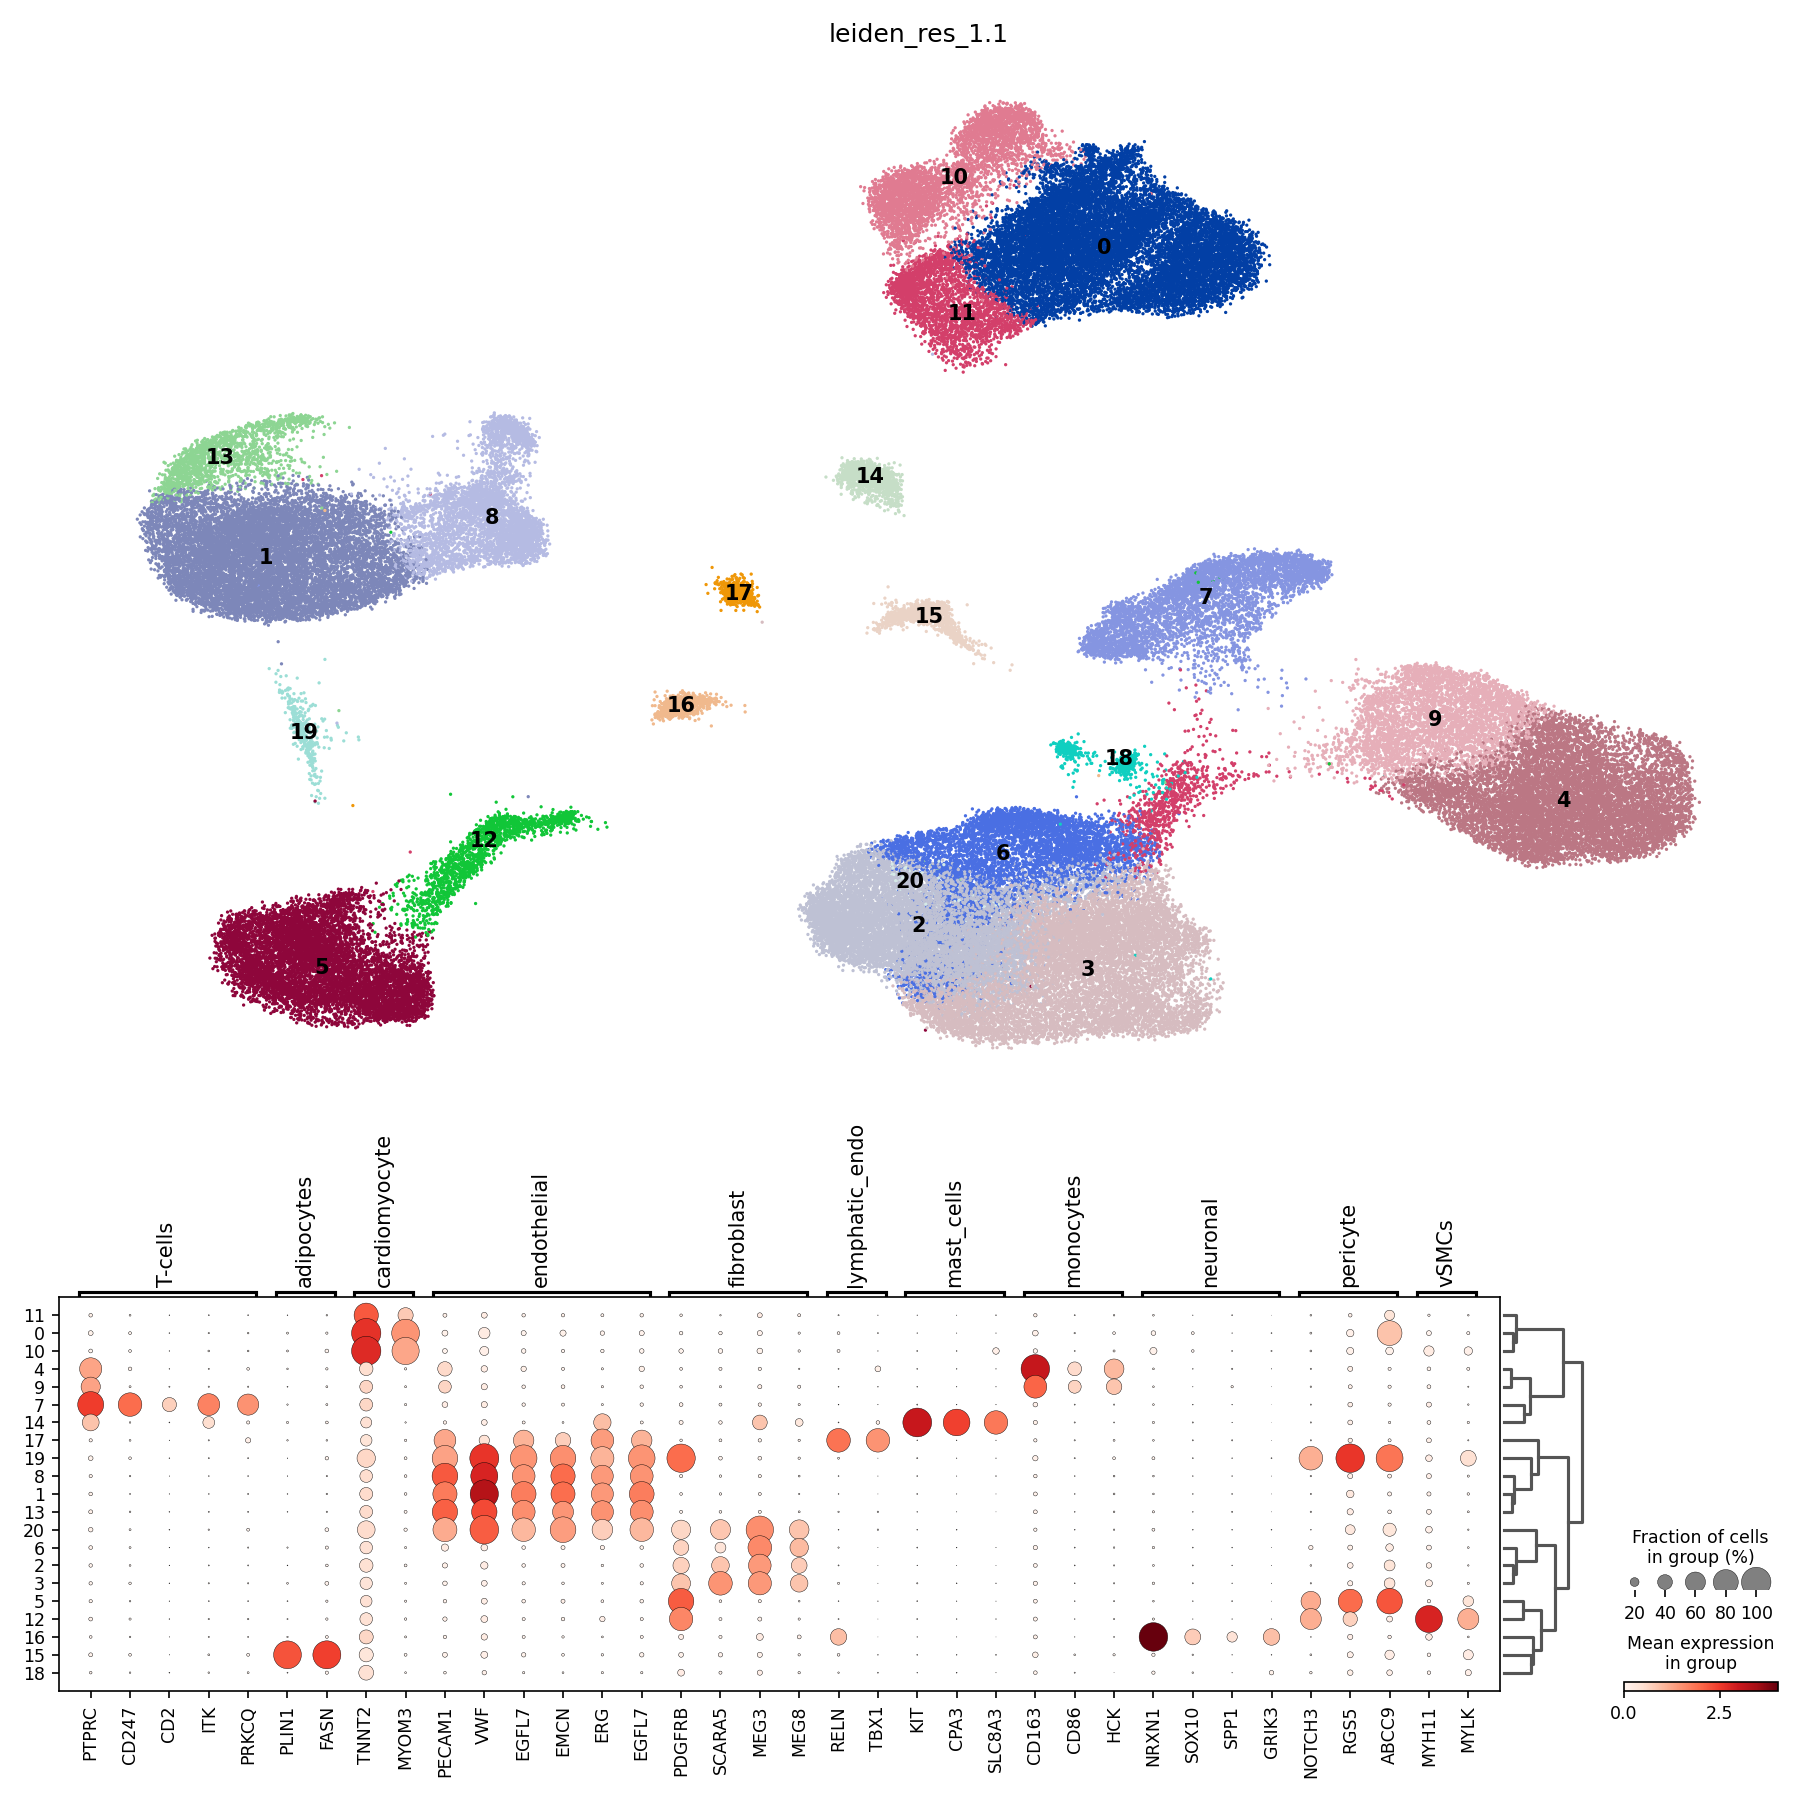 leiden_res_1.1
10
0
11
13
8
1
14
17
15
7
16
19
9
18
4
12
6
20
2
5
3
T-cells
adipocytes
cardiomyocyte
endothelial
fibroblast
lymphatic_endo
mast_cells
monocytes
neuronal
pericyte
vSMCs
11
0
10
4
9
7
14
17
19
8
1
13
20
6
2
3
5
12
16
15
18
PTPRC
CD247
CD2
ITK
PRKCQ
PLIN1
FASN
TNNT2
MYOM3
PECAM1
VWF
EGFL7
EMCN
ERG
EGFL7
PDGFRB
SCARA5
MEG3
MEG8
RELN
TBX1
KIT
CPA3
SLC8A3
CD163
CD86
HCK
NRXN1
SOX10
SPP1
GRIK3
NOTCH3
RGS5
ABCC9
MYH11
MYLK
Fraction of cells
in group (%)
20 40 60 80 100
Mean expression
in group
0.0 2.5